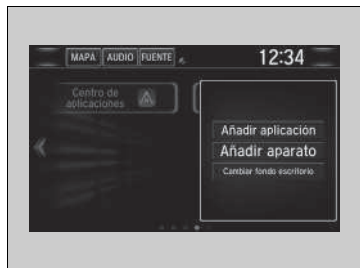 MAPA AUDIO FUENTE 12:34
Centro de
aplicaciones
Añadir aplicación
Añadir aparato
Cambiar fondo escritorio